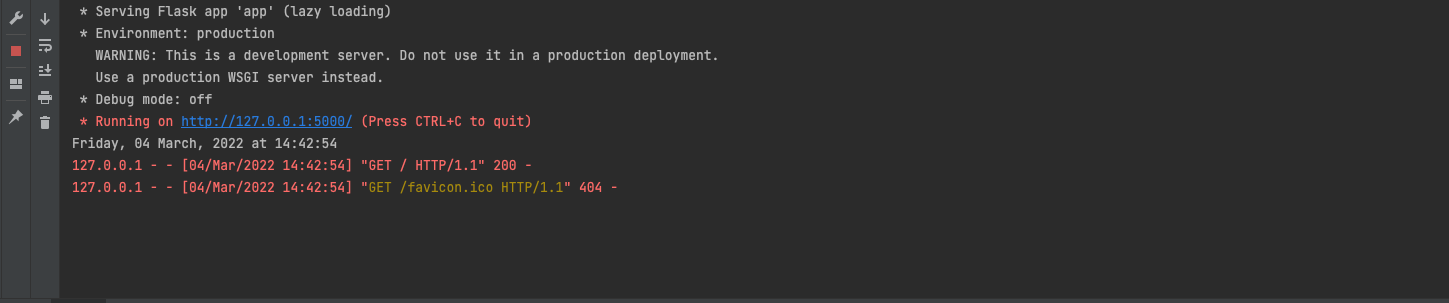 * Serving Flask app 'app' (lazy loading)
* Environment: production
WARNING: This is a development server. Do not use it in a production deployment.
Use a production WSGI server instead.
* Debug mode: off
* Running on http://127.0.0.1:5000/ (Press CTRL+C to quit)
Friday, 04 March, 2022 at 14:42:54
127.0.0.1 - - [04/Mar/2022 14:42:54] "GET / HTTP/1.1" 200 -
127.0.0.1 - - [04/Mar/2022 14:42:54] "GET /favicon.ico HTTP/1.1" 404 -